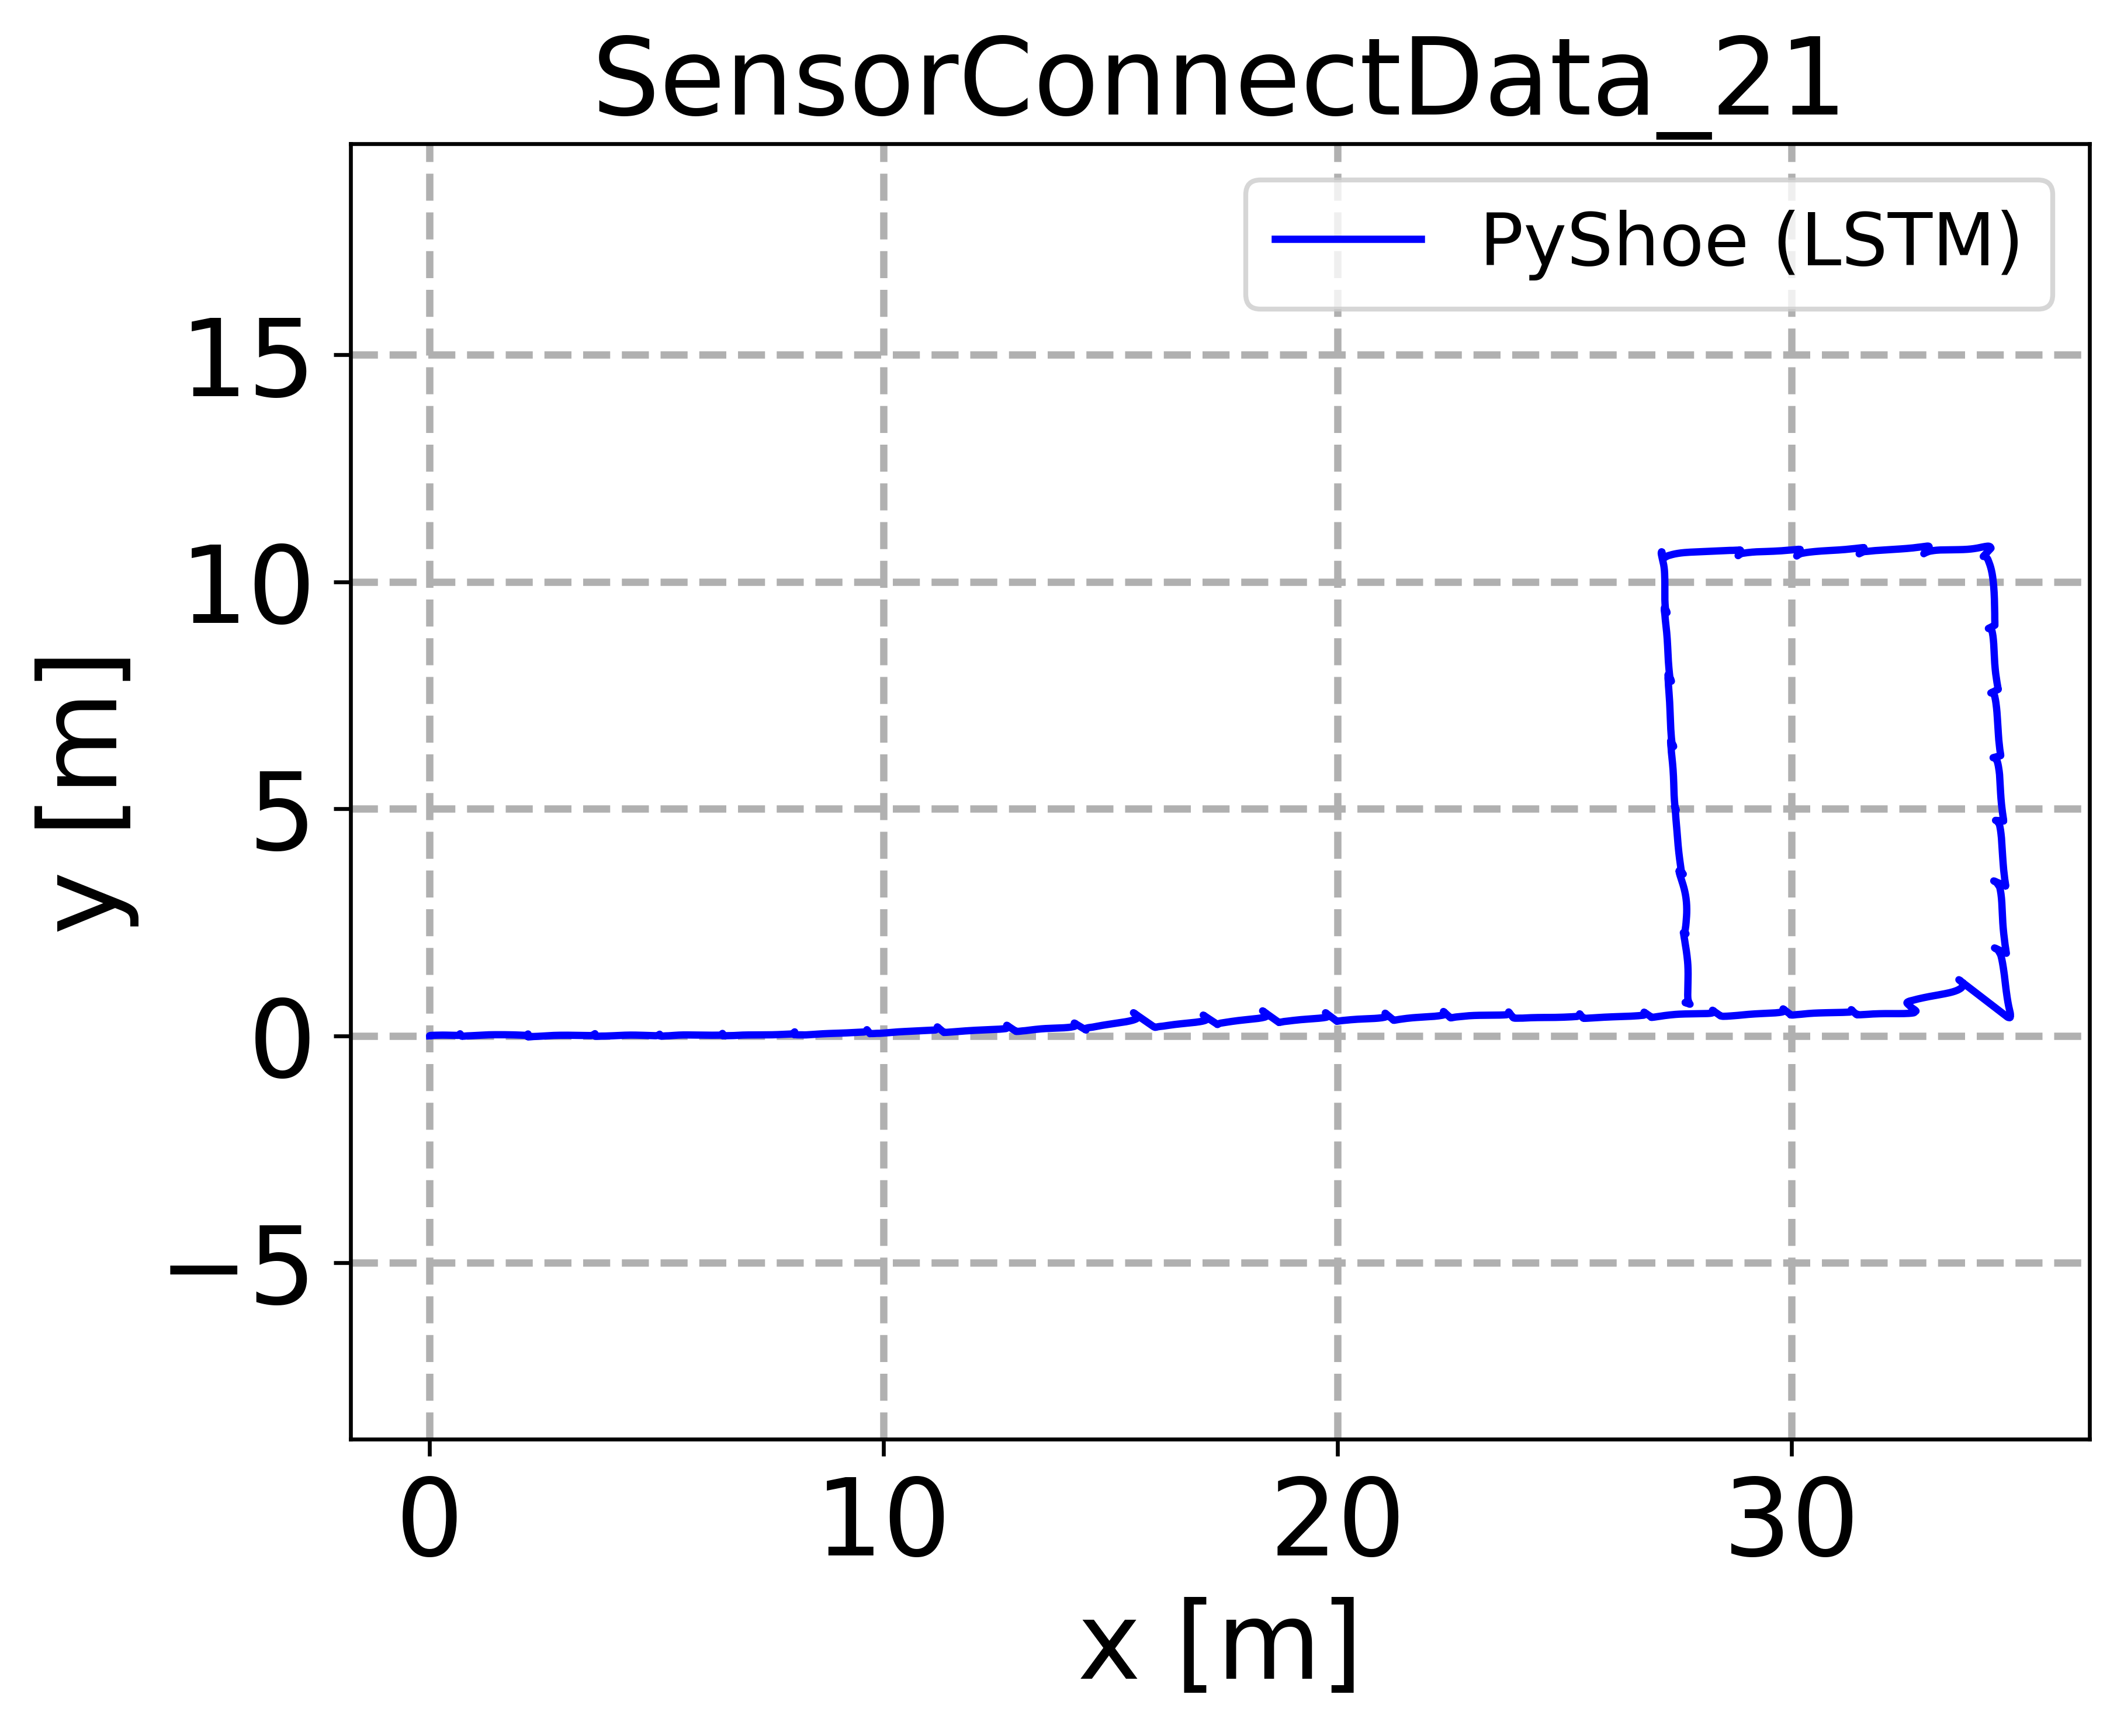 SensorConnectData_21
PyShoe (LSTM)
15
10
5
0
−5
y [m]
0 10 20 30
x [m]